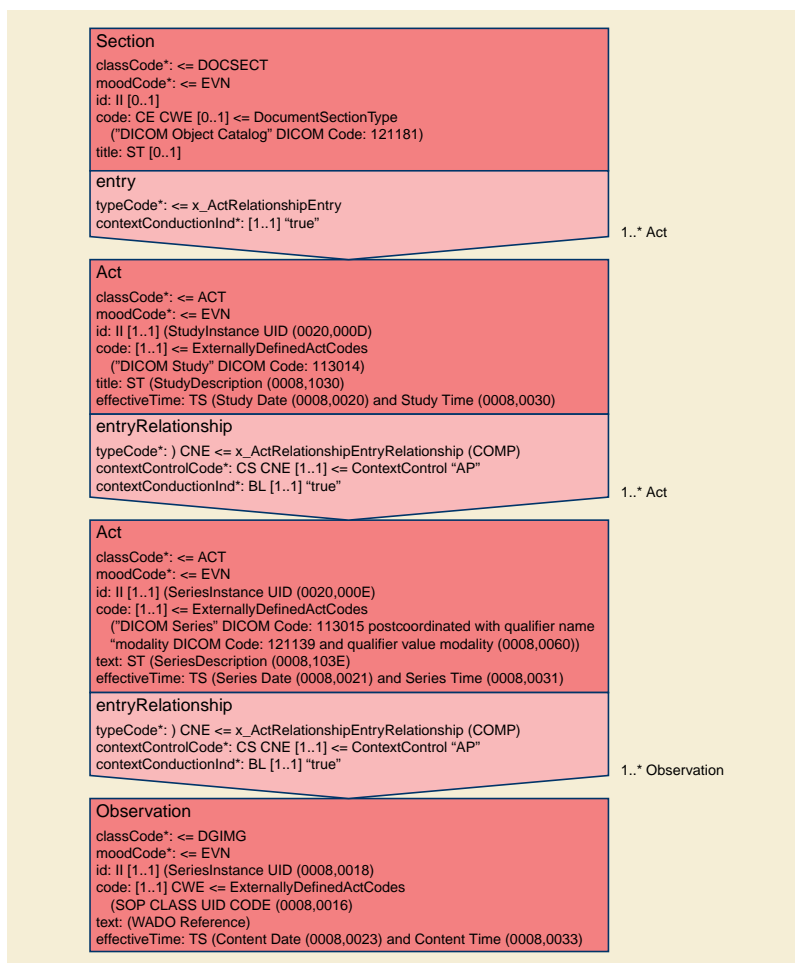 Section
classCode*: <= DOCSECT
moodCode*: <= EVN
id: II [0..1]
code: CE CWE [0..1] <= DocumentSectionType
("DICOM Object Catalog" DICOM Code: 121181)
title: ST [0..1]
entry
typeCode*: <= x_ActRelationshipEntry
contextConductionInd*: [1..1] “true”
1..* Act
Act
classCode*: <= ACT
moodCode*: <= EVN
id: II [1..1] (StudyInstance UID (0020,000D)
code: [1..1] <= ExternallyDefinedActCodes
("DICOM Study” DICOM Code: 113014)
title: ST (StudyDescription (0008,1030)
effectiveTime: TS (Study Date (0008,0020) and Study Time (0008,0030)
entryRelationship
typeCode*: ) CNE <= x_ActRelationshipEntryRelationship (COMP)
contextControlCode*: CS CNE [1..1] <= ContextControl “AP”
contextConductionInd*: BL [1..1] “true”
1..* Act
Act
classCode*: <= ACT
moodCode*: <= EVN
id: II [1..1] (SeriesInstance UID (0020,000E)
code: [1..1] <= ExternallyDefinedActCodes
("DICOM Series” DICOM Code: 113015 postcoordinated with qualifier name
“modality DICOM Code: 121139 and qualifier value modality (0008,0060))
text: ST (SeriesDescription (0008,103E)
effectiveTime: TS (Series Date (0008,0021) and Series Time (0008,0031)
entryRelationship
typeCode*: ) CNE <= x_ActRelationshipEntryRelationship (COMP)
contextControlCode*: CS CNE [1..1] <= ContextControl “AP”
contextConductionInd*: BL [1..1] “true”
1..* Observation
Observation
classCode*: <= DGIMG
moodCode*: <= EVN
id: II [1..1] (SeriesInstance UID (0008,0018)
code: [1..1] CWE <= ExternallyDefinedActCodes
(SOP CLASS UID CODE (0008,0016)
text: (WADO Reference)
effectiveTime: TS (Content Date (0008,0023) and Content Time (0008,0033)